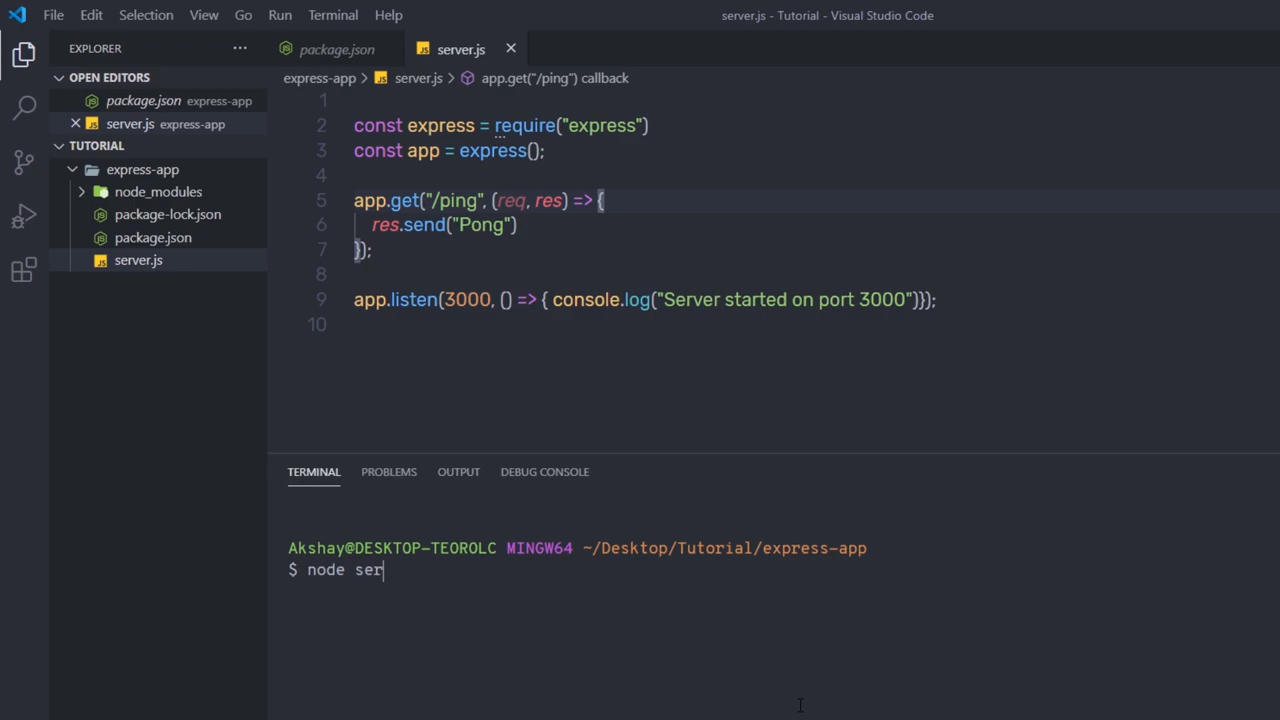 File Edit Selection View Go Run Terminal Help server.js - Tutorial - Visual Studio Code
EXPLORER ···
OPEN EDITORS
package.json express-app
server.js express-app
TUTORIAL
express-app
node_modules
package-lock.json
package.json
server.js
package.json server.js
express-app > server.js > app.get("/ping") callback
1
2 const express = require("express")
3 const app = express();
4
5 app.get("/ping", (req, res) => {
6 res.send("Pong")
7 });
8
9 app.listen(3000, () => { console.log("Server started on port 3000")});
10
TERMINAL PROBLEMS OUTPUT DEBUG CONSOLE
Akshay@DESKTOP-TEOROLC MINGW64 ~/Desktop/Tutorial/express-app
$ node ser